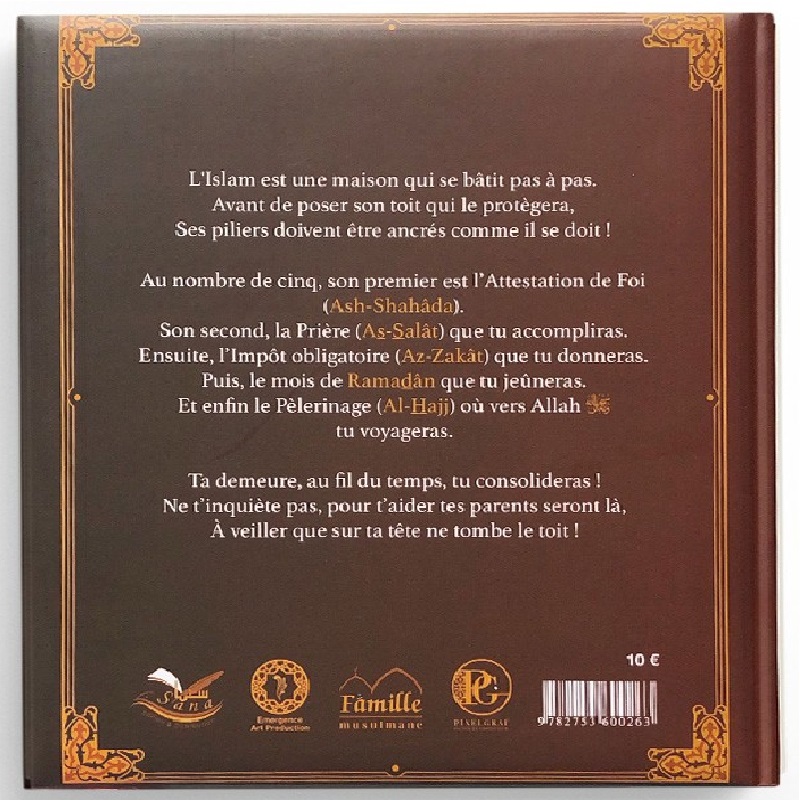 L'Islam est une maison qui se bâtit pas à pas.
Avant de poser son toit qui le protègera,
Ses piliers doivent être ancrés comme il se doit !
Au nombre de cinq, son premier est l'Attestation de Foi
(Ash-Shahâda).
Son second, la Prière (As-Salât) que tu accompliras.
Ensuite, l'Impôt obligatoire (Az-Zakât) que tu donneras.
Puis, le mois de Ramadân que tu jeûneras.
Et enfin le Pèlerinage (Al-Hajj) où vers Allah
tu voyageras.
Ta demeure, au fil du temps, tu consolideras !
Ne t'inquiète pas, pour t'aider tes parents seront là,
À veiller que sur ta tête ne tombe le toit !
10 €
Sana
Emergence
Art Production
Famille
musulmane
PG
PIXELGRAF
9782753600263